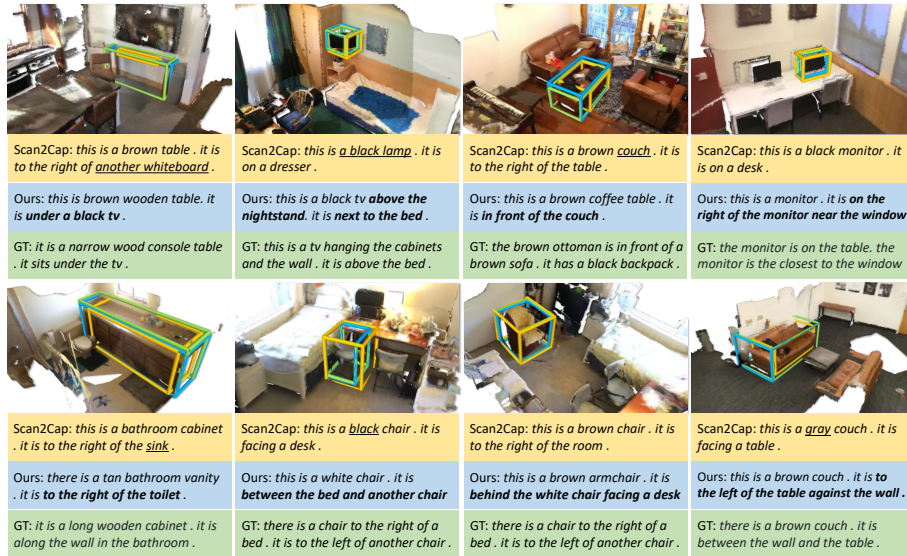 Scan2Cap: this is a brown table . it is
to the right of another whiteboard .
Ours: this is brown wooden table. it
is under a black tv .
GT: it is a narrow wood console table
. it sits under the tv .
Scan2Cap: this is a black lamp . it is
on a dresser .
Ours: this is a black tv above the
nightstand. it is next to the bed .
GT: this is a tv hanging the cabinets
and the wall . it is above the bed .
Scan2Cap: this is a brown couch . it is
to the right of the table .
Ours: this is a brown coffee table . it
is in front of the couch .
GT: the brown ottoman is in front of a
brown sofa . it has a black backpack .
Scan2Cap: this is a black monitor . it
is on a desk .
Ours: this is a monitor . it is on the
right of the monitor near the window
GT: the monitor is on the table. the
monitor is the closest to the window
Scan2Cap: this is a bathroom cabinet
. it is to the right of the sink .
Ours: there is a tan bathroom vanity
. it is to the right of the toilet .
GT: it is a long wooden cabinet . it is
along the wall in the bathroom .
Scan2Cap: this is a black chair . it is
facing a desk .
Ours: this is a white chair . it is
between the bed and another chair
GT: there is a chair to the right of a
bed . it is to the left of another chair .
Scan2Cap: this is a brown chair . it is
to the right of the room .
Ours: this is a brown armchair . it is
behind the white chair facing a desk
GT: there is a chair to the right of a
bed . it is to the left of another chair .
Scan2Cap: this is a gray couch . it is
facing a table .
Ours: this is a brown couch . it is to
the left of the table against the wall .
GT: there is a brown couch . it is
between the wall and the table .